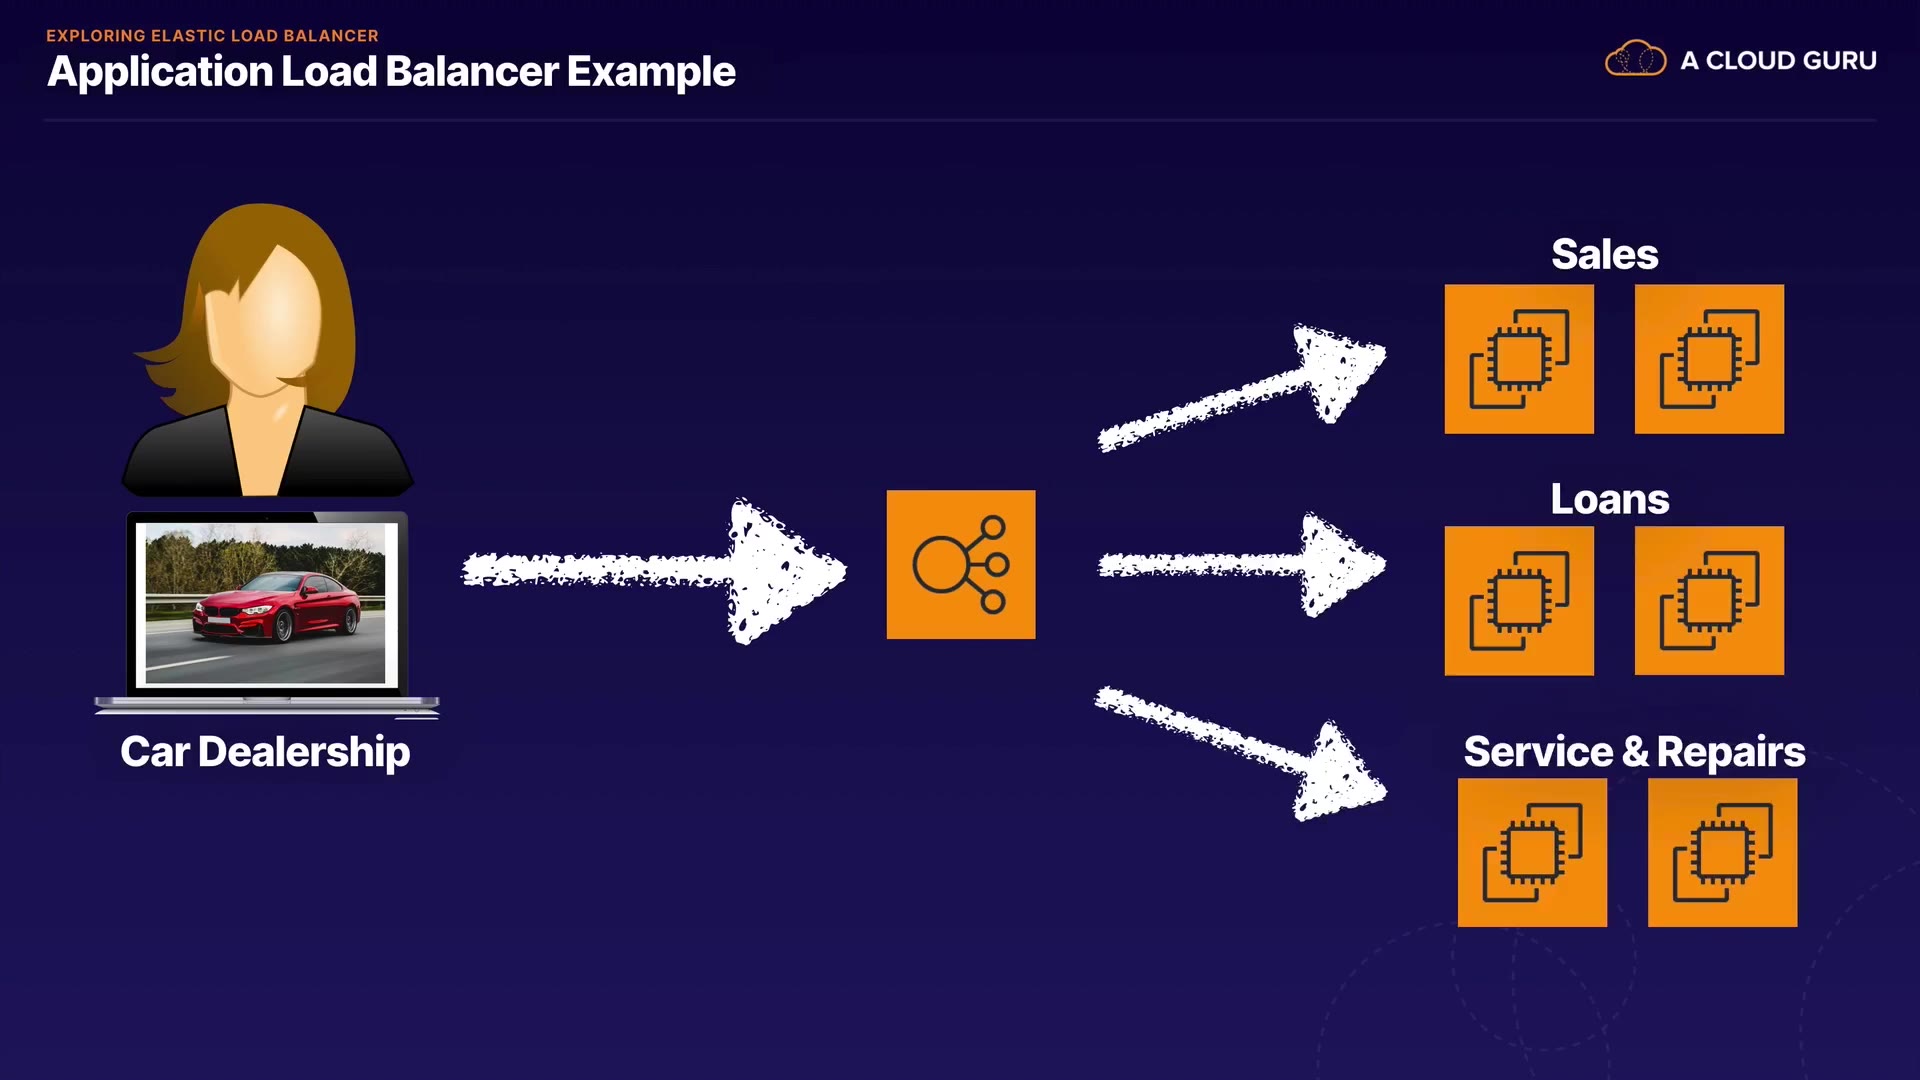 EXPLORING ELASTIC LOAD BALANCER
Application Load Balancer Example
A CLOUD GURU
Sales
Loans
Service & Repairs
Car Dealership